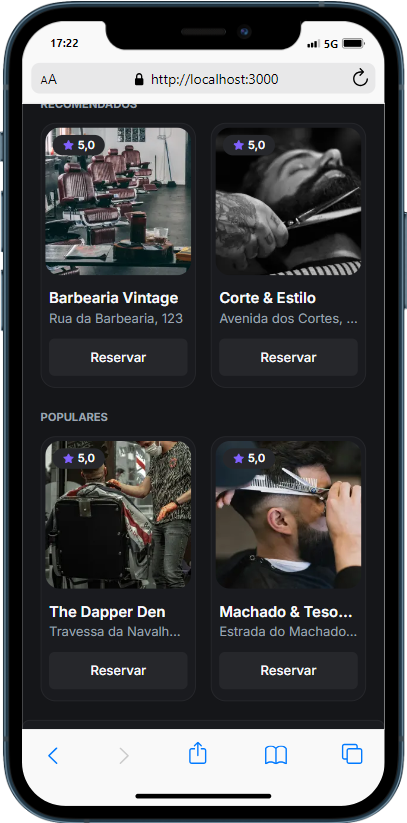 17:22
5G
AA
http://localhost:3000
RECOMENDADOS
5,0
5,0
Barbearia Vintage
Corte & Estilo
Rua da Barbearia, 123
Avenida dos Cortes, ...
Reservar
Reservar
POPULARES
5,0
5,0
The Dapper Den
Machado & Teso...
Travessa da Navalh...
Estrada do Machado...
Reservar
Reservar